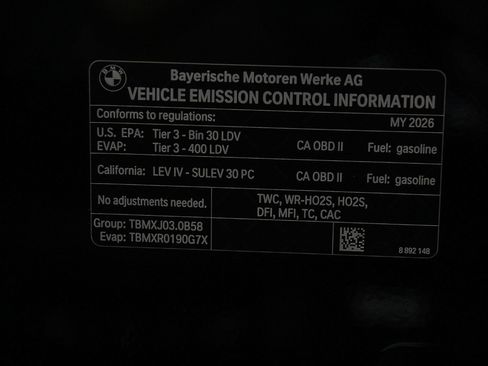 BMW
Bayerische Motoren Werke AG
VEHICLE EMISSION CONTROL INFORMATION
Conforms to regulations: MY 2026
U.S. EPA: Tier 3 - Bin 30 LDV CA OBD II Fuel: gasoline
EVAP: Tier 3 - 400 LDV
California: LEV IV - SULEV 30 PC CA OBD II Fuel: gasoline
No adjustments needed. TWC, WR-HO2S, HO2S,
DFI, MFI, TC, CAC
Group: TBMXJ03.0B58
Evap: TBMXR0190G7X
8 892 148